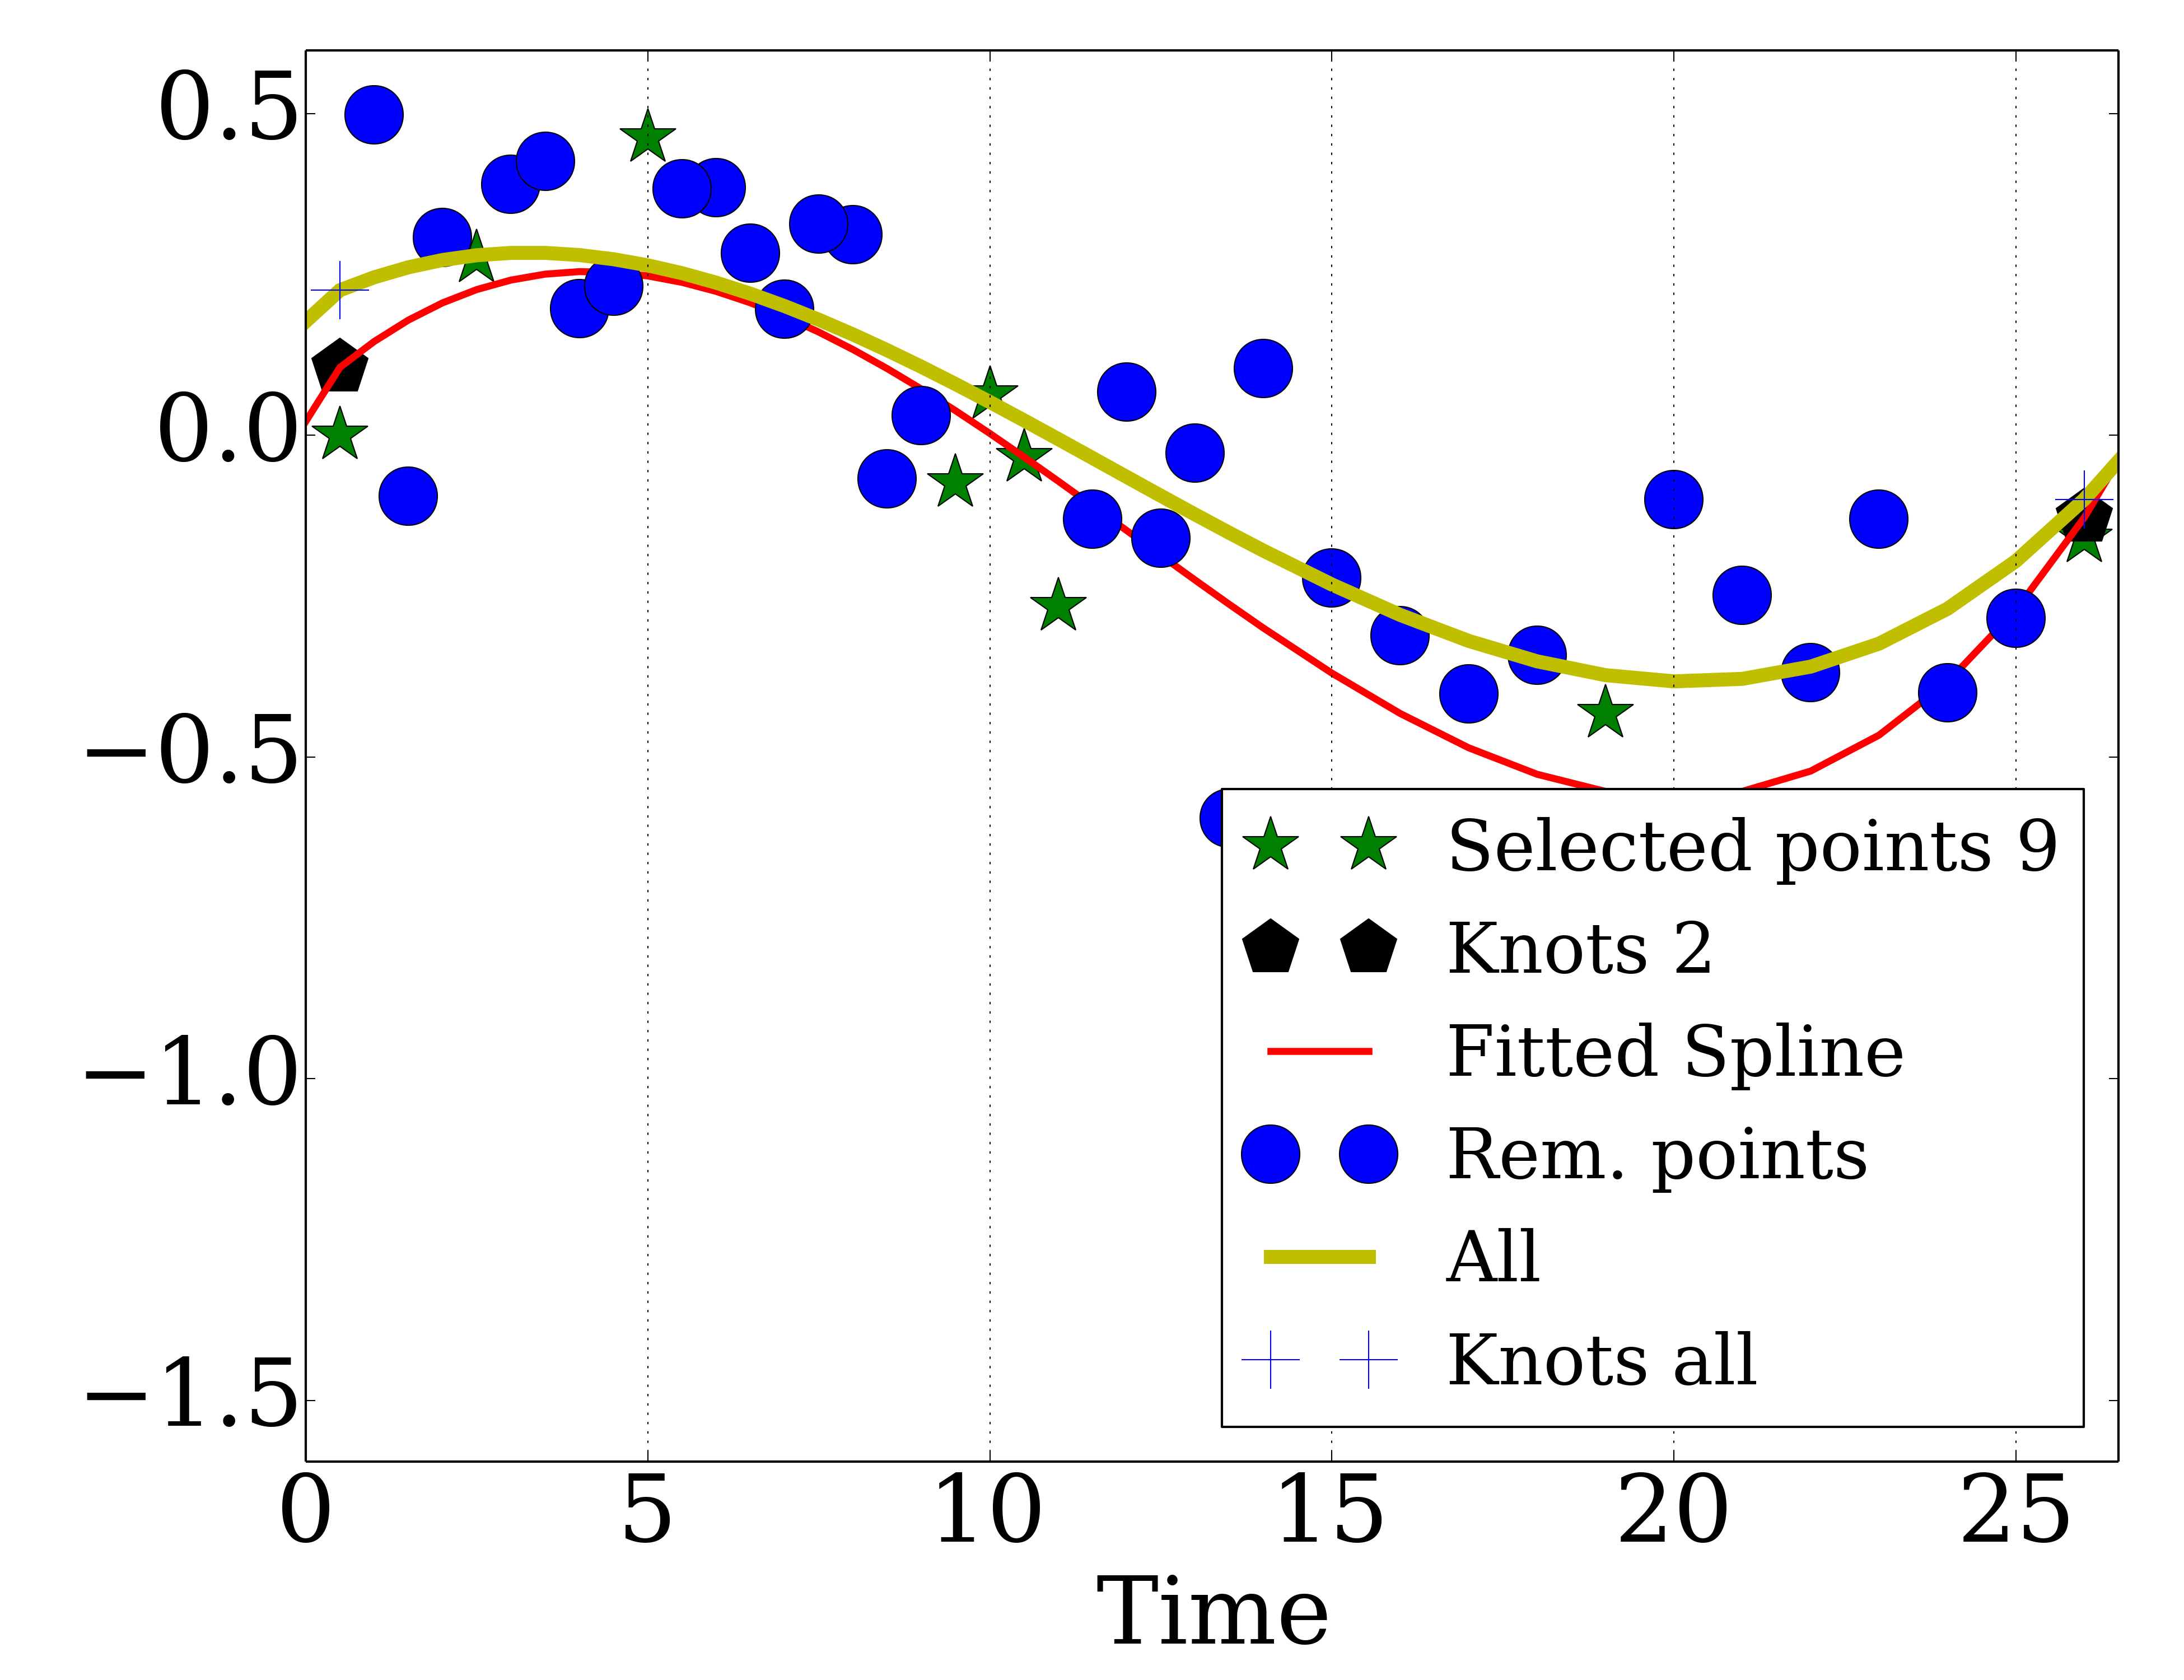 0.5
0.0
−0.5
−1.0
−1.5
Selected points 9
Knots 2
Fitted Spline
Rem. points
All
Knots all
0 5 10 15 20 25
Time